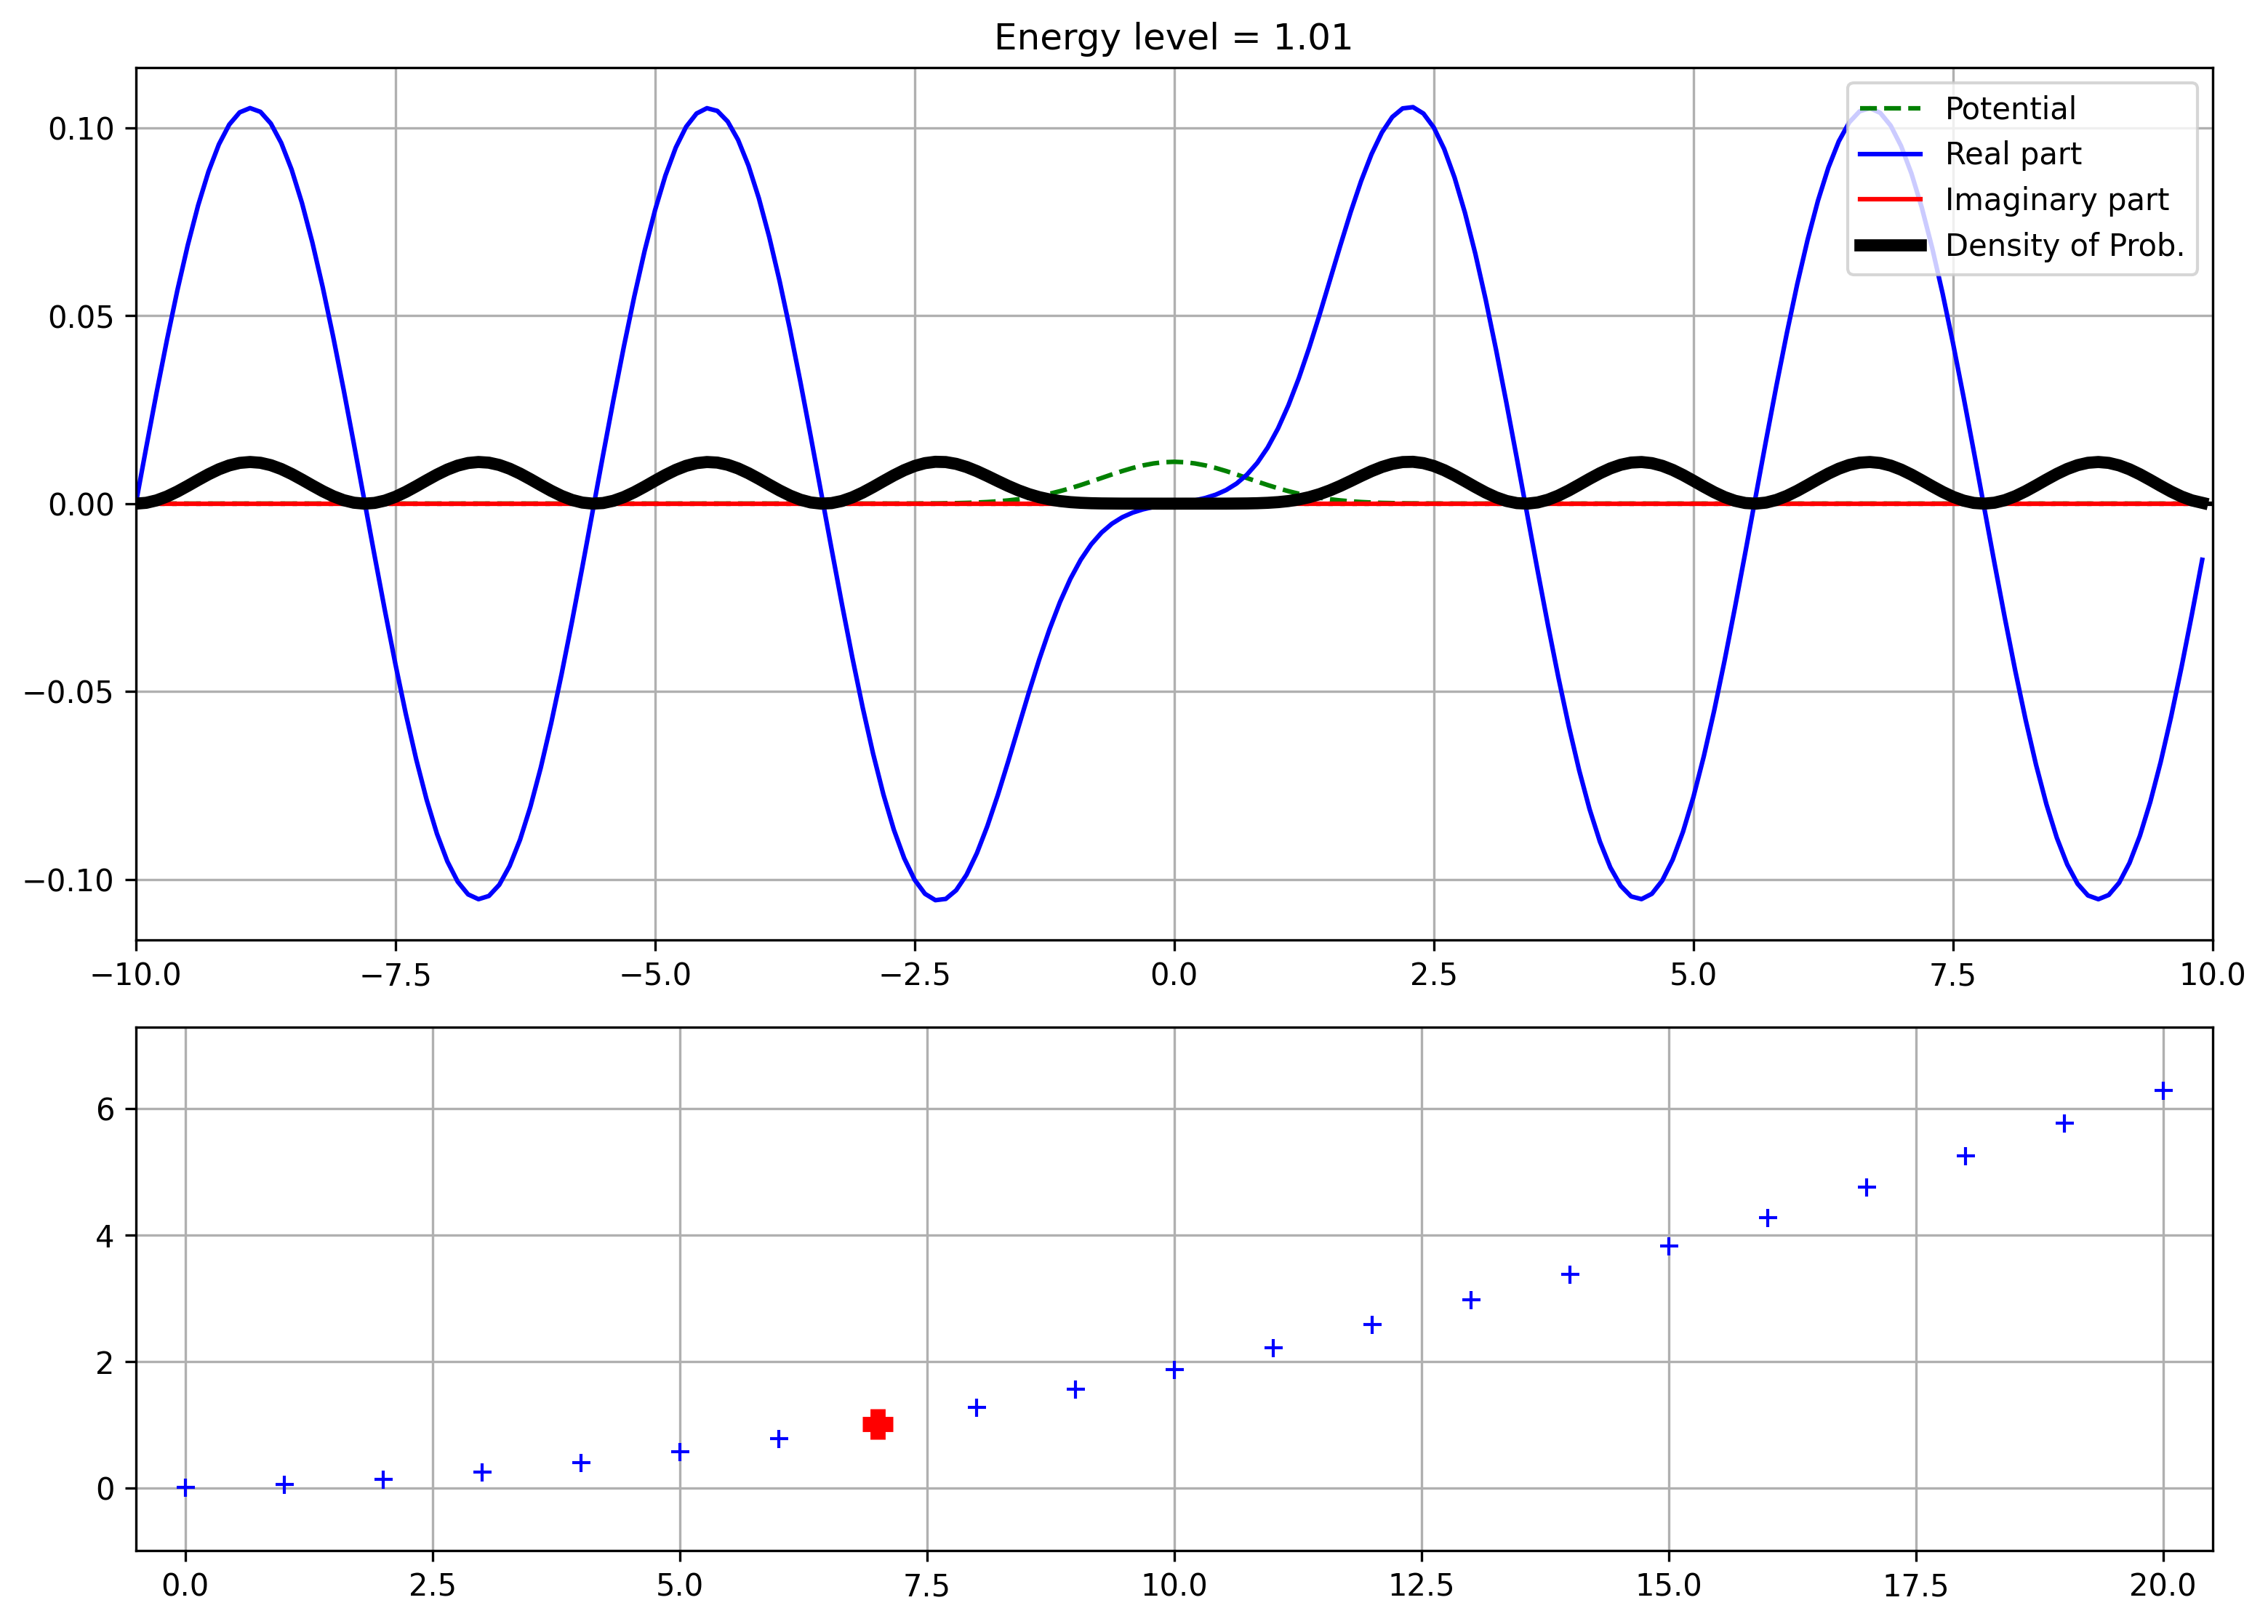 Energy level = 1.01
0.10
0.05
0.00
−0.05
−0.10
Potential
Real part
Imaginary part
Density of Prob.
−10.0 −7.5 −5.0 −2.5 0.0 2.5 5.0 7.5 10.0
6
4
2
0
0.0 2.5 5.0 7.5 10.0 12.5 15.0 17.5 20.0